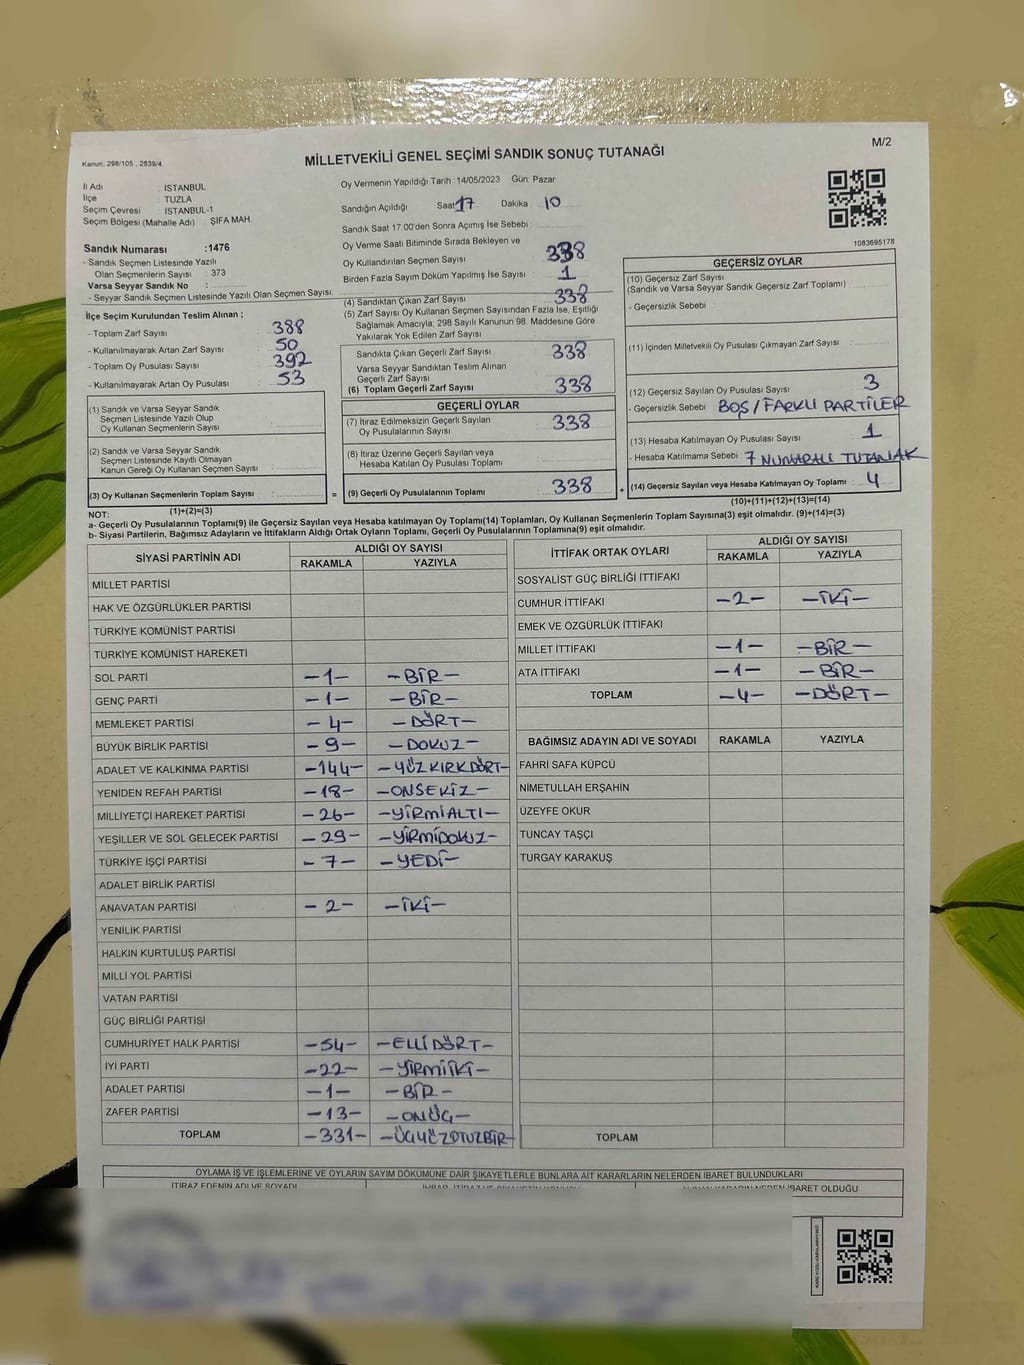 M/2
Kanun: 298/105 , 2839/4
MİLLETVEKİLİ GENEL SEÇİMİ SANDIK SONUÇ TUTANAĞI
İl Adı : İSTANBUL
İlçe : TUZLA
Seçim Çevresi : İSTANBUL-1
Seçim Bölgesi (Mahalle Adı) : ŞİFA MAH.
Sandık Numarası :1476
- Sandık Seçmen Listesinde Yazılı
Olan Seçmenlerin Sayısı : 373
Varsa Seyyar Sandık No :
- Seyyar Sandık Seçmen Listesinde Yazılı Olan Seçmen Sayısı:
İlçe Seçim Kurulundan Teslim Alınan ;
- Toplam Zarf Sayısı : 388
- Kullanılmayarak Artan Zarf Sayısı : 50
- Toplam Oy Pusulası Sayısı : 392
- Kullanılmayarak Artan Oy Pusulası : 53
(1) Sandık ve Varsa Seyyar Sandık
Seçmen Listesinde Yazılı Olup
Oy Kullanan Seçmenlerin Sayısı :
(2) Sandık ve Varsa Seyyar Sandık
Seçmen Listesinde Kayıtlı Olmayan
Kanun Gereği Oy Kullanan Seçmen Sayısı :
(3) Oy Kullanan Seçmenlerin Toplam Sayısı :
(1)+(2)=(3)
Oy Vermenin Yapıldığı Tarih :14/05/2023 Gün: Pazar
Sandığın Açıldığı Saat 17 Dakika 10
Sandık Saat 17:00'den Sonra Açımış İse Sebebi :
Oy Verme Saati Bitiminde Sırada Bekleyen ve
Oy Kullandırılan Seçmen Sayısı : 338
Birden Fazla Sayım Döküm Yapılmış İse Sayısı : 1
(4) Sandıktan Çıkan Zarf Sayısı : 338
(5) Zarf Sayısı Oy Kullanan Seçmen Sayısından Fazla İse, Eşitliği
Sağlamak Amacıyla; 298 Sayılı Kanunun 98. Maddesine Göre
Yakılarak Yok Edilen Zarf Sayısı :
Sandıkta Çıkan Geçerli Zarf Sayısı : 338
Varsa Seyyar Sandıktan Teslim Alınan
Geçerli Zarf Sayısı :
(6) Toplam Geçerli Zarf Sayısı : 338
GEÇERLİ OYLAR
(7) İtiraz Edilmeksizin Geçerli Sayılan
Oy Pusulalarının Sayısı : 338
(8) İtiraz Üzerine Geçerli Sayılan veya
Hesaba Katılan Oy Pusulası Toplamı :
= (9) Geçerli Oy Pusulalarının Toplamı : 338 +
1083695178
GEÇERSİZ OYLAR
(10) Geçersiz Zarf Sayısı
(Sandık ve Varsa Seyyar Sandık Geçersiz Zarf Toplamı) :
- Geçersizlik Sebebi :
(11) İçinden Milletvekili Oy Pusulası Çıkmayan Zarf Sayısı :
(12) Geçersiz Sayılan Oy Pusulası Sayısı : 3
- Geçersizlik Sebebi : BOŞ/FARKLI PARTİLER
(13) Hesaba Katılmayan Oy Pusulası Sayısı : 1
- Hesaba Katılmama Sebebi : 7 NUMARALI TUTANAK
(14) Geçersiz Sayılan veya Hesaba Katılmayan Oy Toplamı : 4
(10)+(11)+(12)+(13)=(14)
NOT:
a- Geçerli Oy Pusulalarının Toplamı(9) ile Geçersiz Sayılan veya Hesaba katılmayan Oy Toplamı(14) Toplamları, Oy Kullanan Seçmenlerin Toplam Sayısına(3) eşit olmalıdır. (9)+(14)=(3)
b- Siyasi Partilerin, Bağımsız Adayların ve İttifakların Aldığı Ortak Oyların Toplamı, Geçerli Oy Pusulalarının Toplamına(9) eşit olmalıdır.
SİYASİ PARTİNİN ADI ALDIĞI OY SAYISI
RAKAMLA YAZIYLA
MİLLET PARTİSİ
HAK VE ÖZGÜRLÜKLER PARTİSİ
TÜRKİYE KOMÜNİST PARTİSİ
TÜRKİYE KOMÜNİST HAREKETİ
SOL PARTİ -1- -BİR-
GENÇ PARTİ -1- -BİR-
MEMLEKET PARTİSİ -4- -DÖRT-
BÜYÜK BİRLİK PARTİSİ -9- -DOKUZ-
ADALET VE KALKINMA PARTİSİ -144- -YÜZKIRKDÖRT-
YENİDEN REFAH PARTİSİ -18- -ONSEKİZ-
MİLLİYETÇİ HAREKET PARTİSİ -26- -YİRMİALTI-
YEŞİLLER VE SOL GELECEK PARTİSİ -29- -YİRMİDOKUZ-
TÜRKİYE İŞÇİ PARTİSİ -7- -YEDİ-
ADALET BİRLİK PARTİSİ
ANAVATAN PARTİSİ -2- -İKİ-
YENİLİK PARTİSİ
HALKIN KURTULUŞ PARTİSİ
MİLLİ YOL PARTİSİ
VATAN PARTİSİ
GÜÇ BİRLİĞİ PARTİSİ
CUMHURİYET HALK PARTİSİ -54- -ELLİDÖRT-
İYİ PARTİ -22- -YİRMİİKİ-
ADALET PARTİSİ -1- -BİR-
ZAFER PARTİSİ -13- -ONÜÇ-
TOPLAM -331- -ÜÇYÜZOTUZBİR-
İTTİFAK ORTAK OYLARI ALDIĞI OY SAYISI
RAKAMLA YAZIYLA
SOSYALİST GÜÇ BİRLİĞİ İTTİFAKI
CUMHUR İTTİFAKI -2- -İKİ-
EMEK VE ÖZGÜRLÜK İTTİFAKI
MİLLET İTTİFAKI -1- -BİR-
ATA İTTİFAKI -1- -BİR-
TOPLAM -4- -DÖRT-
BAĞIMSIZ ADAYIN ADI VE SOYADI RAKAMLA YAZIYLA
FAHRİ SAFA KÜPCÜ
NİMETULLAH ERŞAHİN
ÜZEYFE OKUR
TUNCAY TAŞÇI
TURGAY KARAKUŞ
TOPLAM
OYLAMA İŞ VE İŞLEMLERİNE VE OYLARIN SAYIM DÖKÜMÜNE DAİR ŞİKAYETLERLE BUNLARA AİT KARARLARIN NELERDEN İBARET BULUNDUKLARI
İTİRAZ EDENİN ADI VE SOYADI
İBARET OLDUĞU